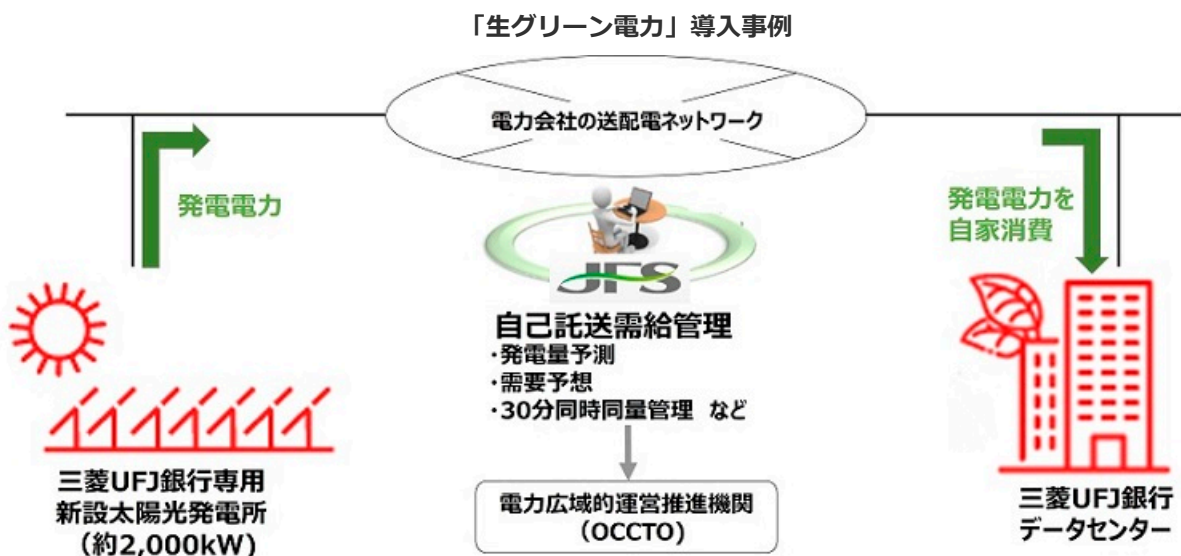 「生グリーン電力」導入事例
電力会社の送配電ネットワーク
発電電力
発電電力を
自家消費
JFS
自己託送需給管理
・発電量予測
・需要予想
・30分同時同量管理 など
三菱UFJ銀行専用
新設太陽光発電所
(約2,000kW)
電力広域的運営推進機関
(OCCTO)
三菱UFJ銀行
データセンター